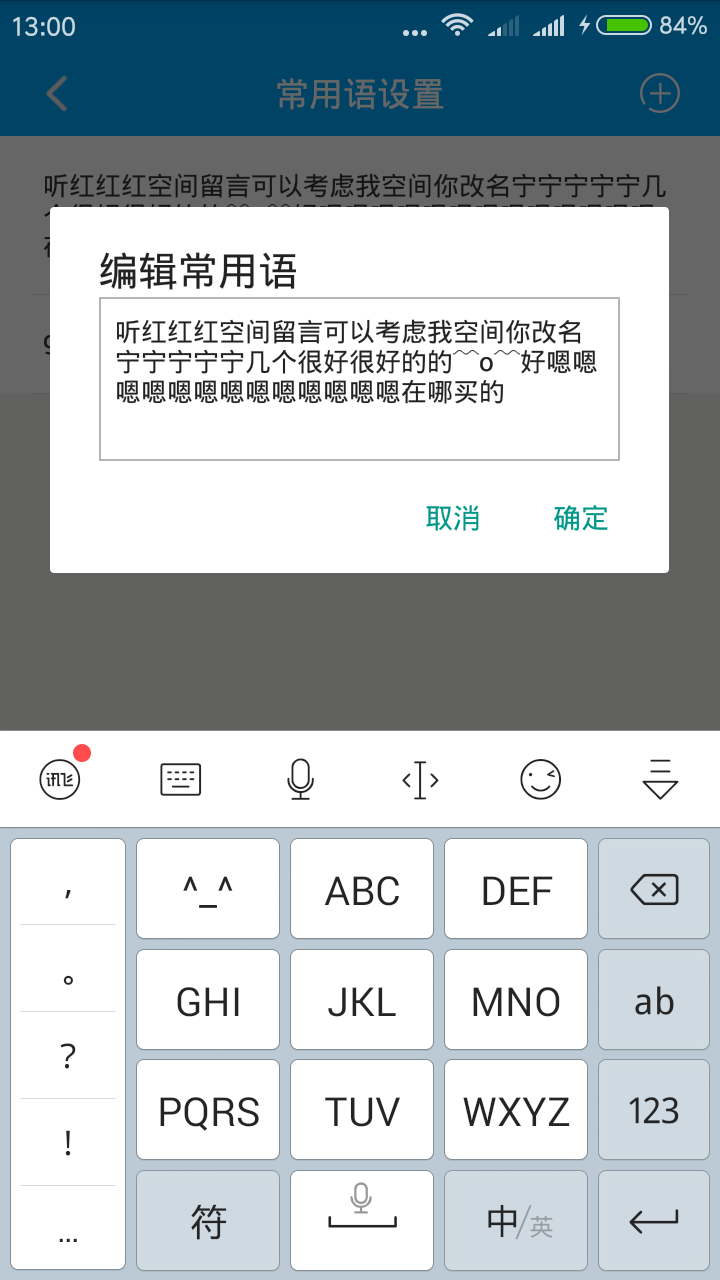 13:00
84%
常用语设置
听红红红空间留言可以考虑我空间你改名宁宁宁宁宁几
编辑常用语
听红红红空间留言可以考虑我空间你改名
宁宁宁宁宁几个很好很好的的﹋o﹋好嗯嗯
嗯嗯嗯嗯嗯嗯嗯嗯嗯嗯嗯在哪买的
取消
确定
,
^_^
ABC
DEF
。
GHI
JKL
MNO
ab
?
PQRS
TUV
WXYZ
123
!
...
符
中/英